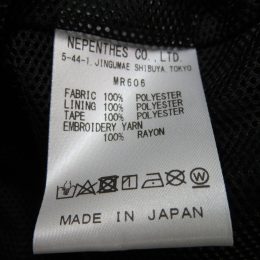 NEPENTHES CO., LTD.
5-44-1, JINGUMAE SHIBUYA, TOKYO
MR606
FABRIC 100% POLYESTER
LINING 100% POLYESTER
TAPE 100% POLYESTER
EMBROIDERY YARN
100% RAYON
MADE IN JAPAN